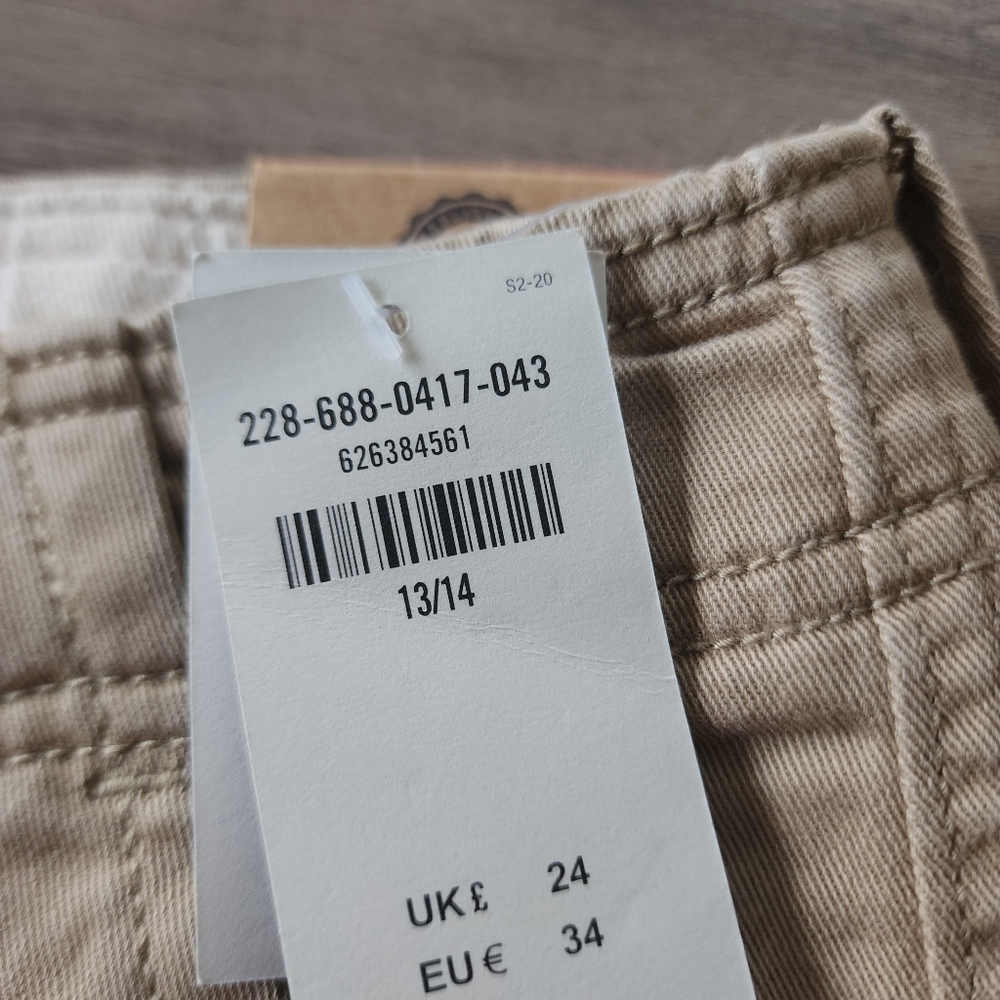 S2-20
228-688-0417-043
626384561
13/14
UK£ 24
EU€ 34